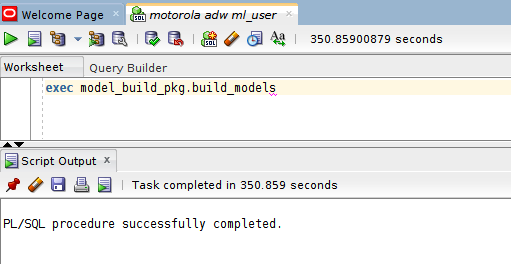 Welcome Page x motorola adw ml_user x
SQL 350.85900879 seconds
Worksheet Query Builder
exec model_build_pkg.build_models
Script Output x
Task completed in 350.859 seconds
PL/SQL procedure successfully completed.